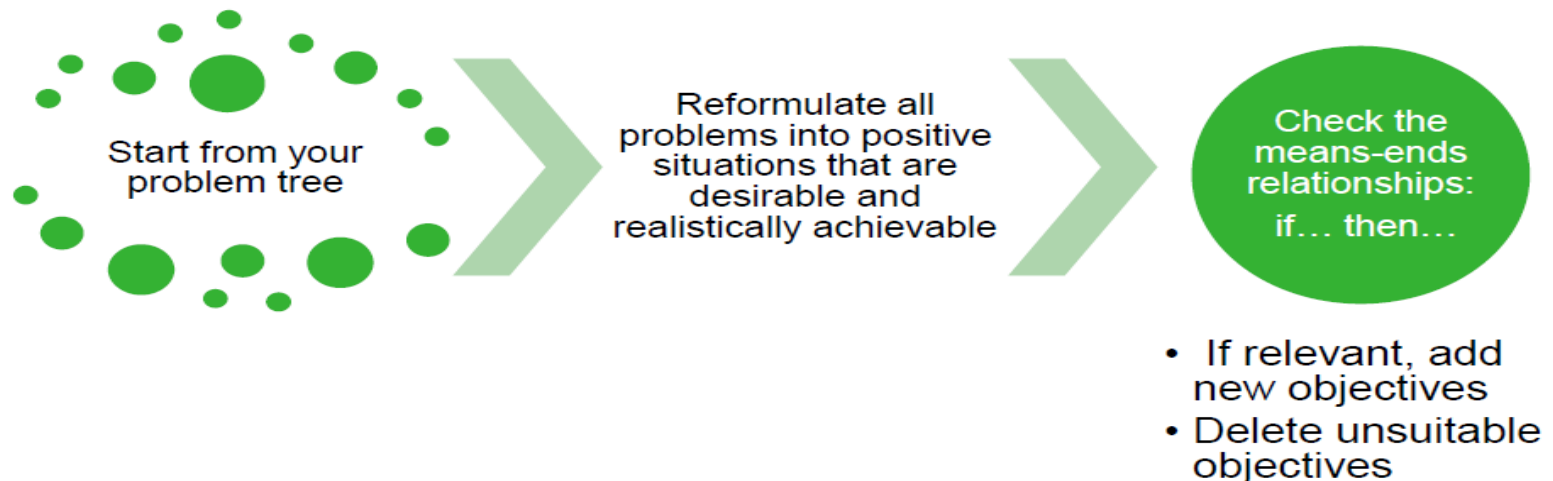 Start from your
problem tree
Reformulate all
problems into positive
situations that are
desirable and
realistically achievable
Check the
means-ends
relationships:
if… then…
• If relevant, add
new objectives
• Delete unsuitable
objectives